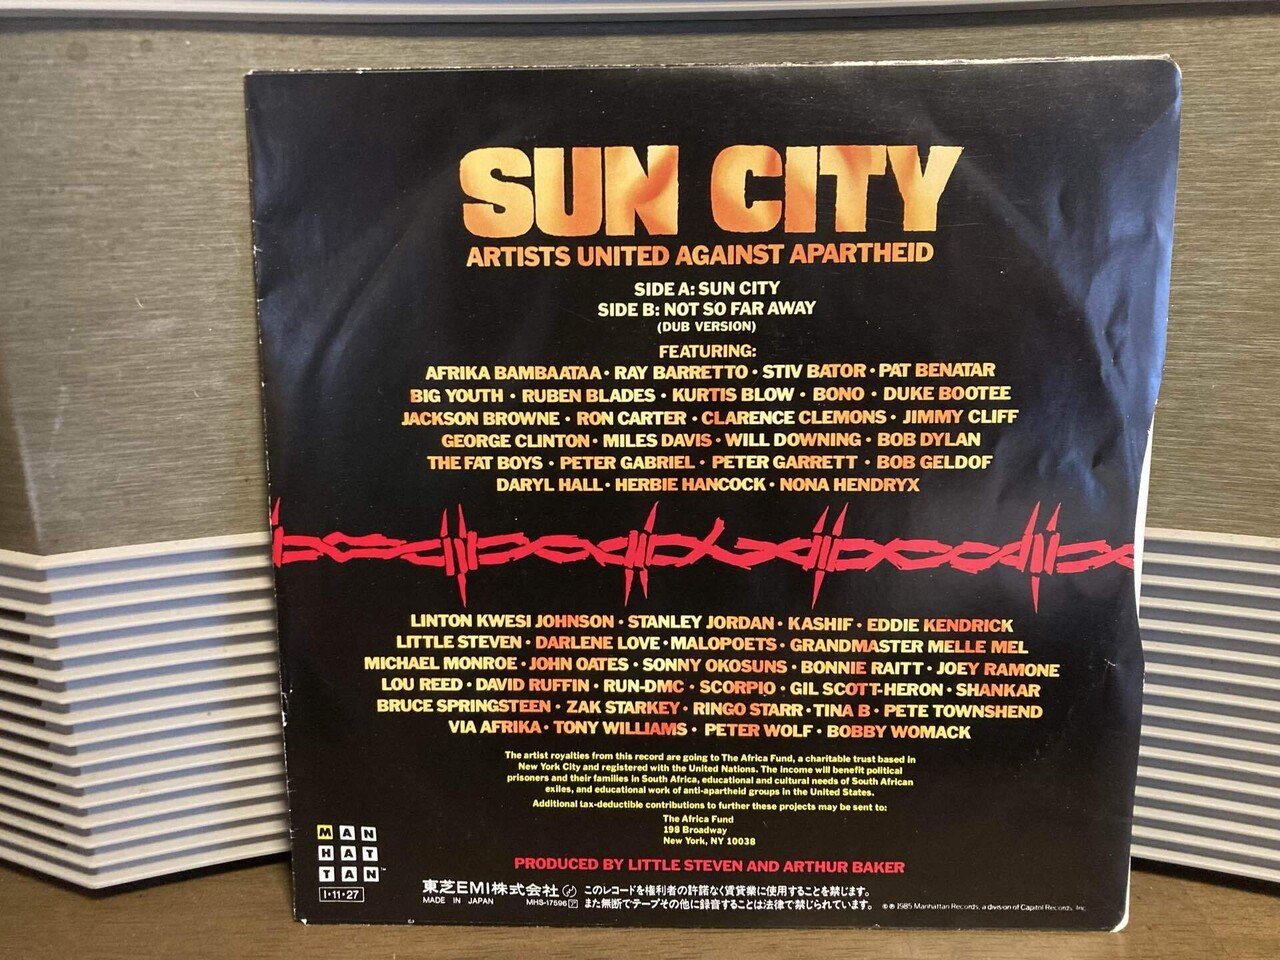 SUN CITY
ARTISTS UNITED AGAINST APARTHEID
SIDE A: SUN CITY
SIDE B: NOT SO FAR AWAY
(DUB VERSION)
FEATURING:
AFRIKA BAMBAATAA • RAY BARRETTO • STIV BATOR • PAT BENATAR
BIG YOUTH • RUBEN BLADES • KURTIS BLOW • BONO • DUKE BOOTEE
JACKSON BROWNE • RON CARTER • CLARENCE CLEMONS • JIMMY CLIFF
GEORGE CLINTON • MILES DAVIS • WILL DOWNING • BOB DYLAN
THE FAT BOYS • PETER GABRIEL • PETER GARRETT • BOB GELDOF
DARYL HALL • HERBIE HANCOCK • NONA HENDRYX
LINTON KWESI JOHNSON • STANLEY JORDAN • KASHIF • EDDIE KENDRICK
LITTLE STEVEN • DARLENE LOVE • MALOPOETS • GRANDMASTER MELLE MEL
MICHAEL MONROE • JOHN OATES • SONNY OKOSUNS • BONNIE RAITT • JOEY RAMONE
LOU REED • DAVID RUFFIN • RUN-DMC • SCORPIO • GIL SCOTT-HERON • SHANKAR
BRUCE SPRINGSTEEN • ZAK STARKEY • RINGO STARR • TINA B • PETE TOWNSHEND
VIA AFRIKA • TONY WILLIAMS • PETER WOLF • BOBBY WOMACK
The artist royalties from this record are going to The Africa Fund, a charitable trust based in
New York City and registered with the United Nations. The income will benefit political
prisoners and their families in South Africa, educational and cultural needs of South African
exiles, and educational work of anti-apartheid groups in the United States.
Additional tax-deductible contributions to further these projects may be sent to:
The Africa Fund
198 Broadway
New York, NY 10038
PRODUCED BY LITTLE STEVEN AND ARTHUR BAKER
MAN
HAT
TAN™
1•11•27
東芝EMI株式会社
MADE IN JAPAN MHS-17596
このレコードを権利者の許諾なく賃貸業に使用することを禁じます。
また無断でテープその他に録音することは法律で禁じられています。
© ℗ 1985 Manhattan Records, a division of Capitol Records, Inc.